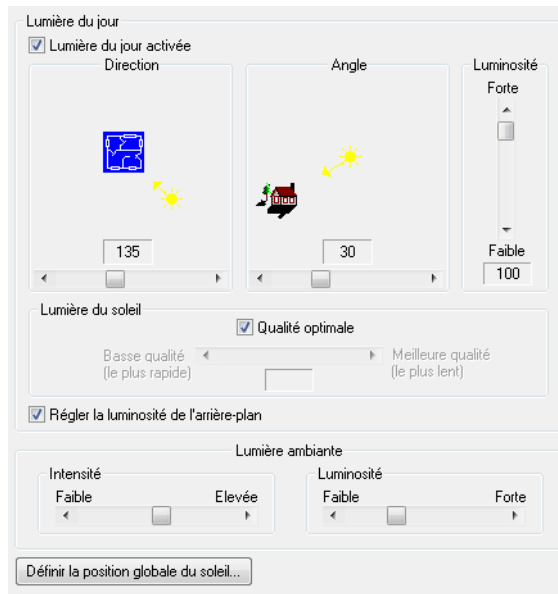 Lumière du jour
Lumière du jour activée
Direction
Angle
Luminosité
Forte
135
30
Faible
100
Lumière du soleil
Qualité optimale
Basse qualité
(le plus rapide)
Meilleure qualité
(le plus lent)
Régler la luminosité de l'arrière-plan
Lumière ambiante
Intensité
Faible
Elevée
Luminosité
Faible
Forte
Définir la position globale du soleil...